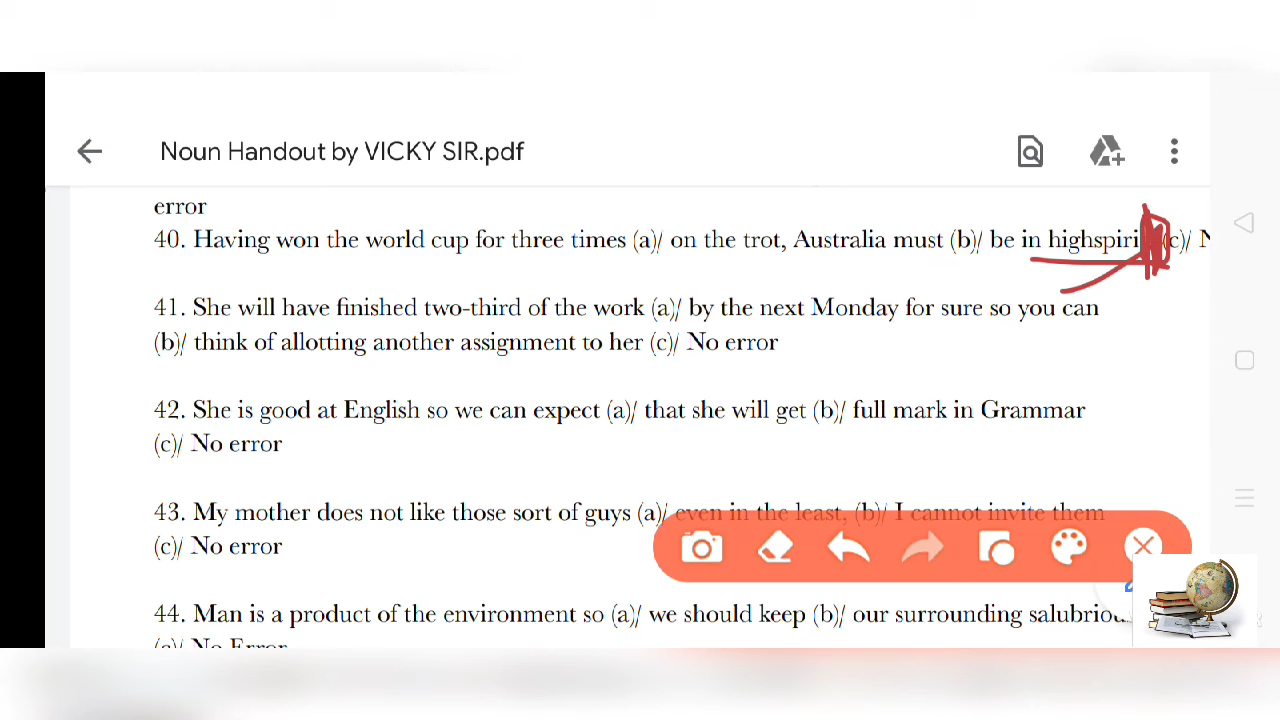 Noun Handout by VICKY SIR.pdf
error
40. Having won the world cup for three times (a)/ on the trot, Australia must (b)/ be in highspiri (c)/ N
41. She will have finished two-third of the work (a)/ by the next Monday for sure so you can
(b)/ think of allotting another assignment to her (c)/ No error
42. She is good at English so we can expect (a)/ that she will get (b)/ full mark in Grammar
(c)/ No error
43. My mother does not like those sort of guys (a)/ even in the least, (b)/ I cannot invite them
(c)/ No error
44. Man is a product of the environment so (a)/ we should keep (b)/ our surrounding salubriou
(c)/ No Error